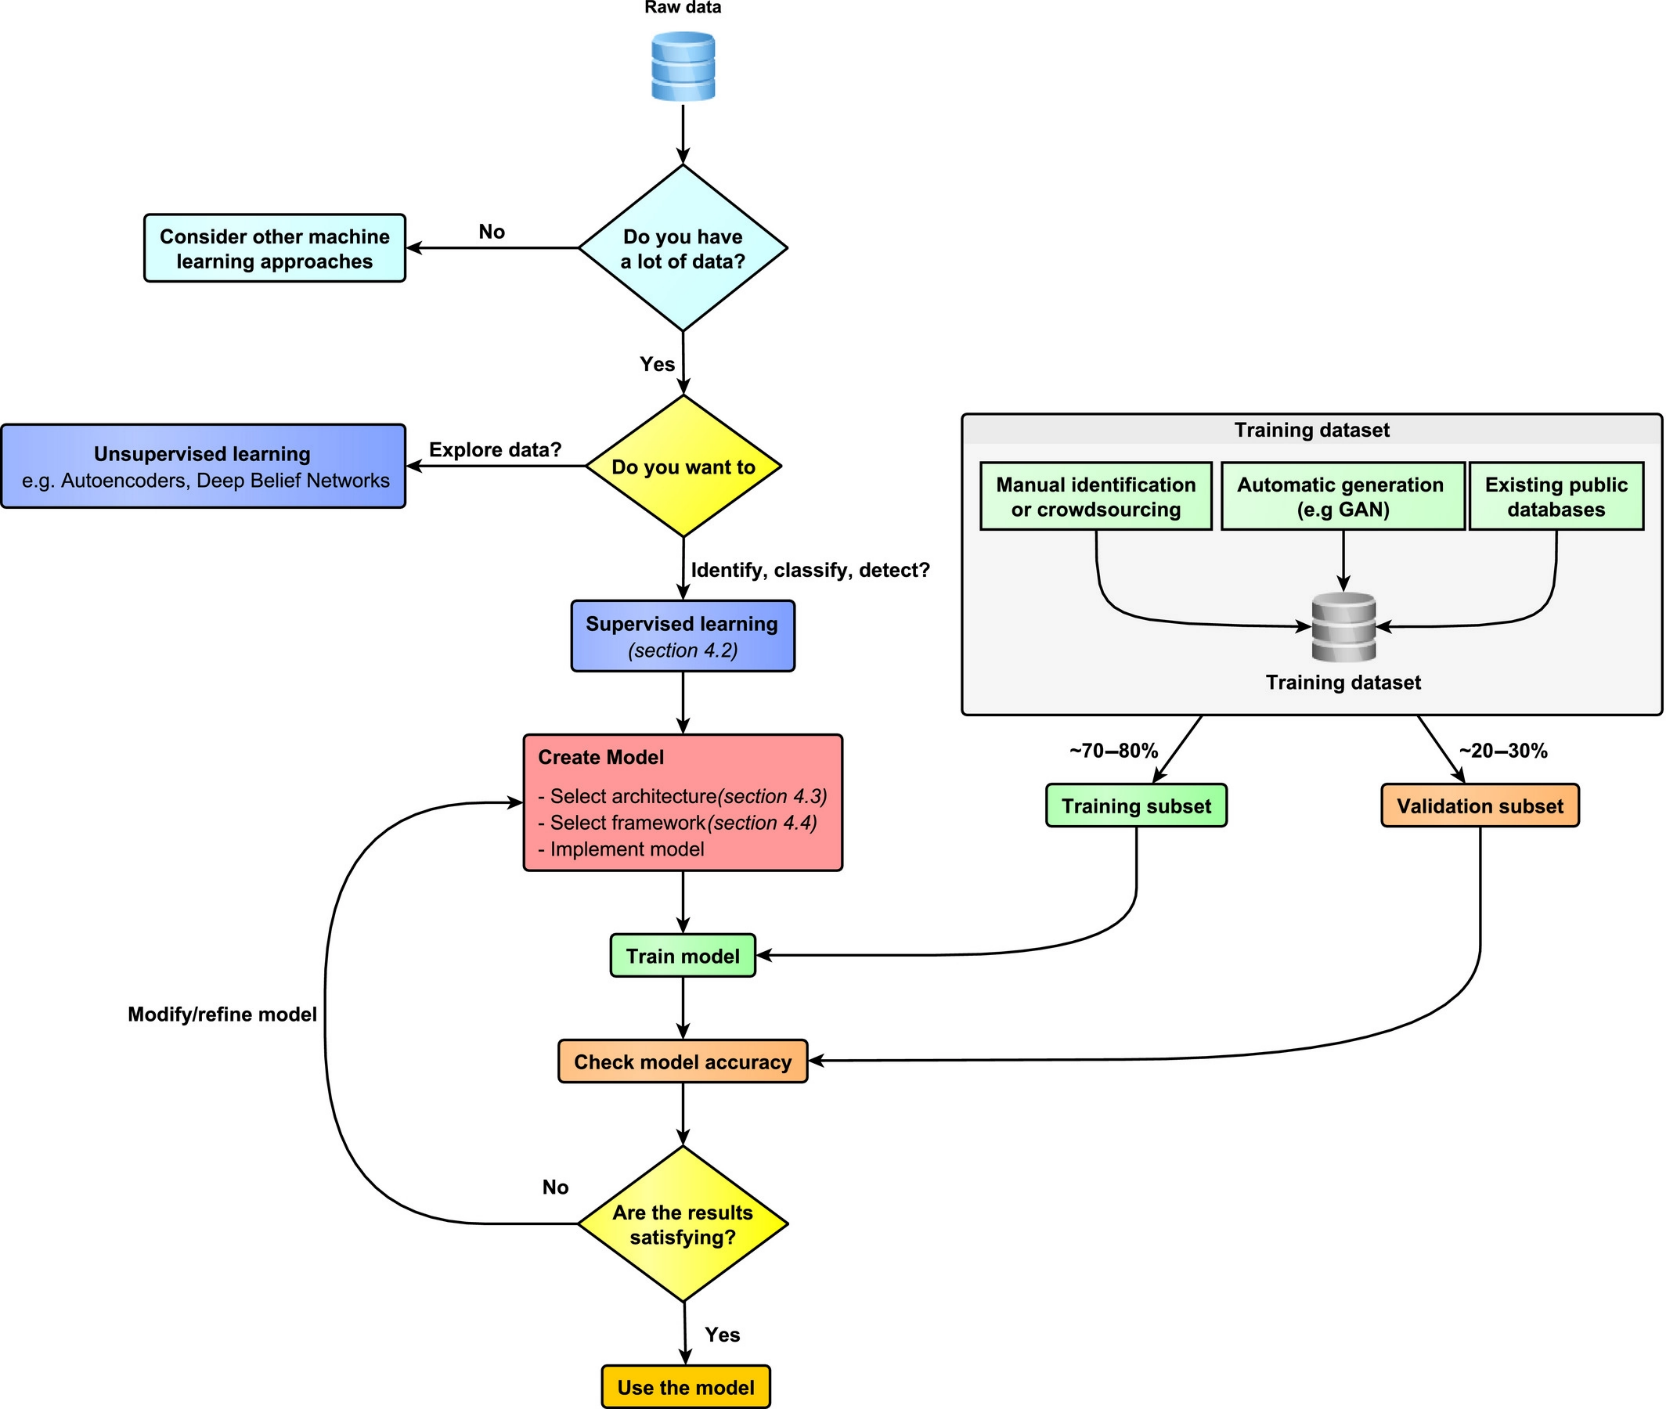 Raw data
Do you have
a lot of data?
No
Consider other machine
learning approaches
Yes
Do you want to
Explore data?
Unsupervised learning
e.g. Autoencoders, Deep Belief Networks
Identify, classify, detect?
Supervised learning
(section 4.2)
Create Model
- Select architecture(section 4.3)
- Select framework(section 4.4)
- Implement model
Train model
Check model accuracy
Are the results
satisfying?
No
Modify/refine model
Yes
Use the model
Training dataset
Manual identification
or crowdsourcing
Automatic generation
(e.g GAN)
Existing public
databases
Training dataset
~70–80%
~20–30%
Training subset
Validation subset